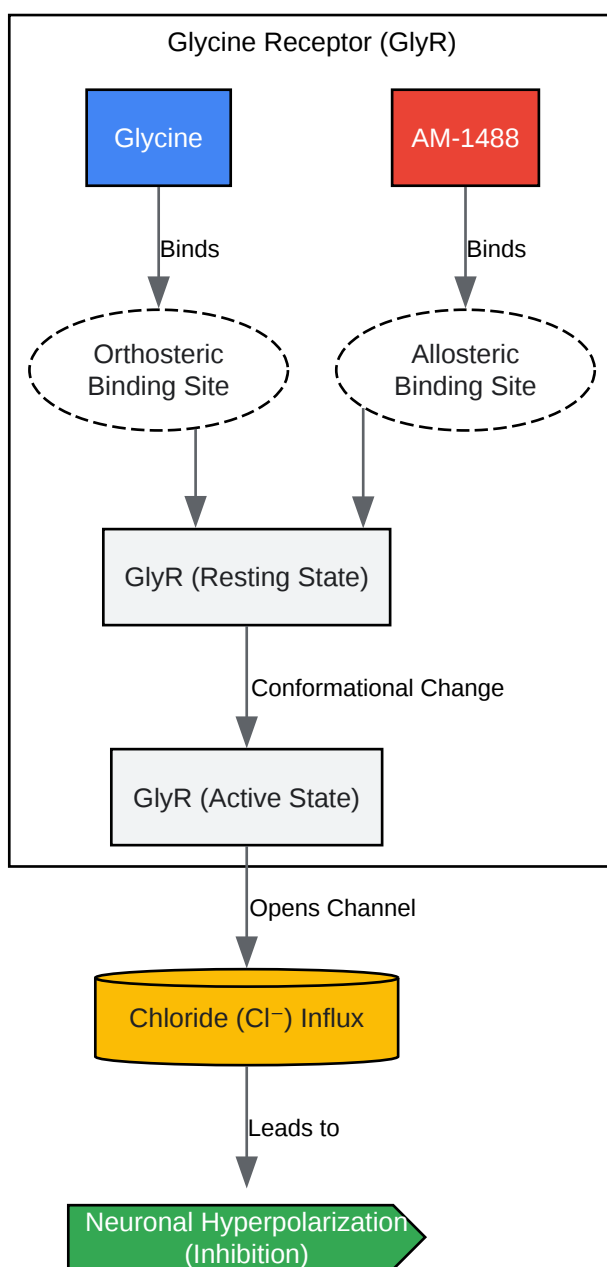 Glycine Receptor (GlyR)
Glycine
AM-1488
Binds
Binds
Orthosteric
Binding Site
Allosteric
Binding Site
GlyR (Resting State)
Conformational Change
GlyR (Active State)
Opens Channel
Chloride (Cl⁻) Influx
Leads to
Neuronal Hyperpolarization
(Inhibition)